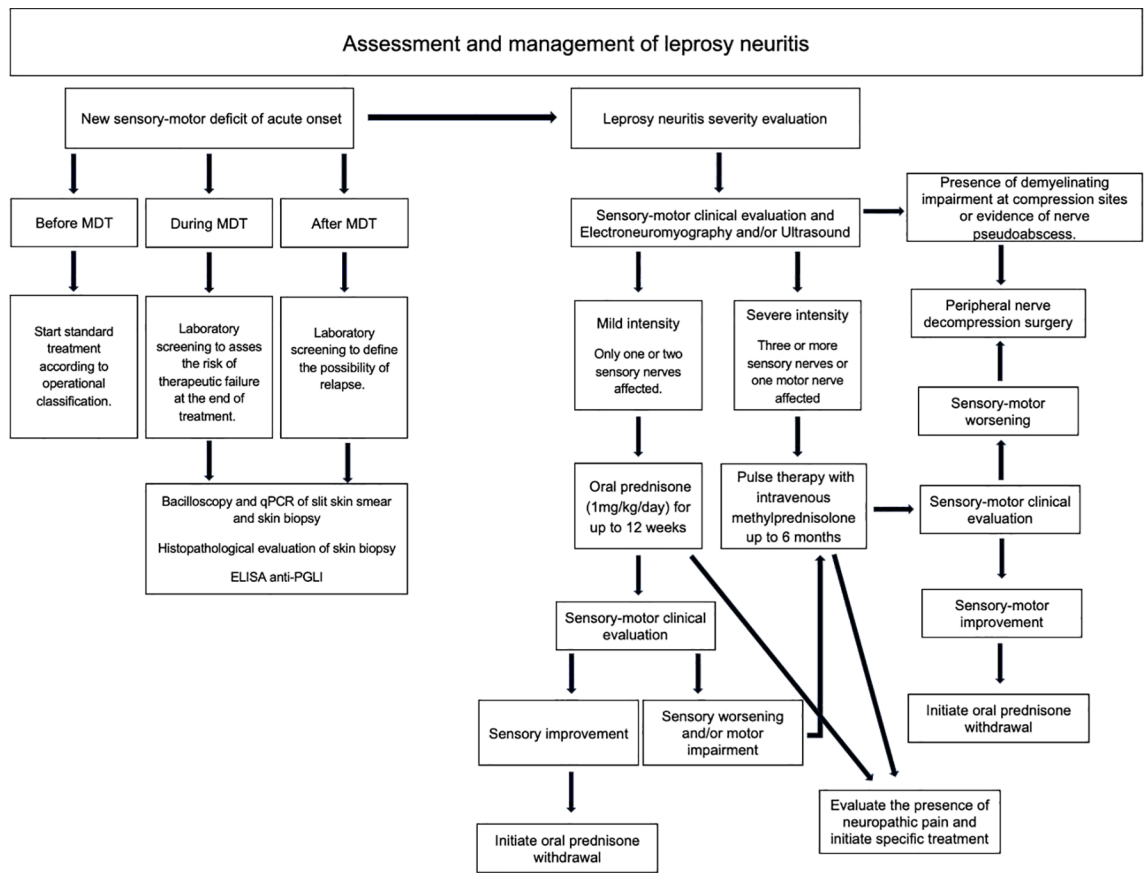 Assessment and management of leprosy neuritis
New sensory-motor deficit of acute onset
Leprosy neuritis severity evaluation
Before MDT
During MDT
After MDT
Sensory-motor clinical evaluation and
Electroneuromyography and/or Ultrasound
Presence of demyelinating
impairment at compression sites
or evidence of nerve
pseudoabscess.
Start standard
treatment
according to
operational
classification.
Laboratory
screening to asses
the risk of
therapeutic failure
at the end of
treatment.
Laboratory
screening to define
the possibility of
relapse.
Mild intensity
Only one or two
sensory nerves
affected.
Severe intensity
Three or more
sensory nerves or
one motor nerve
affected
Peripheral nerve
decompression surgery
Sensory-motor
worsening
Bacilloscopy and qPCR of slit skin smear
and skin biopsy
Histopathological evaluation of skin biopsy
ELISA anti-PGLI
Oral prednisone
(1mg/kg/day) for
up to 12 weeks
Pulse therapy with
intravenous
methylprednisolone
up to 6 months
Sensory-motor clinical
evaluation
Sensory-motor clinical
evaluation
Sensory-motor
improvement
Sensory improvement
Sensory worsening
and/or motor
impairment
Initiate oral prednisone
withdrawal
Initiate oral prednisone
withdrawal
Evaluate the presence of
neuropathic pain and
initiate specific treatment